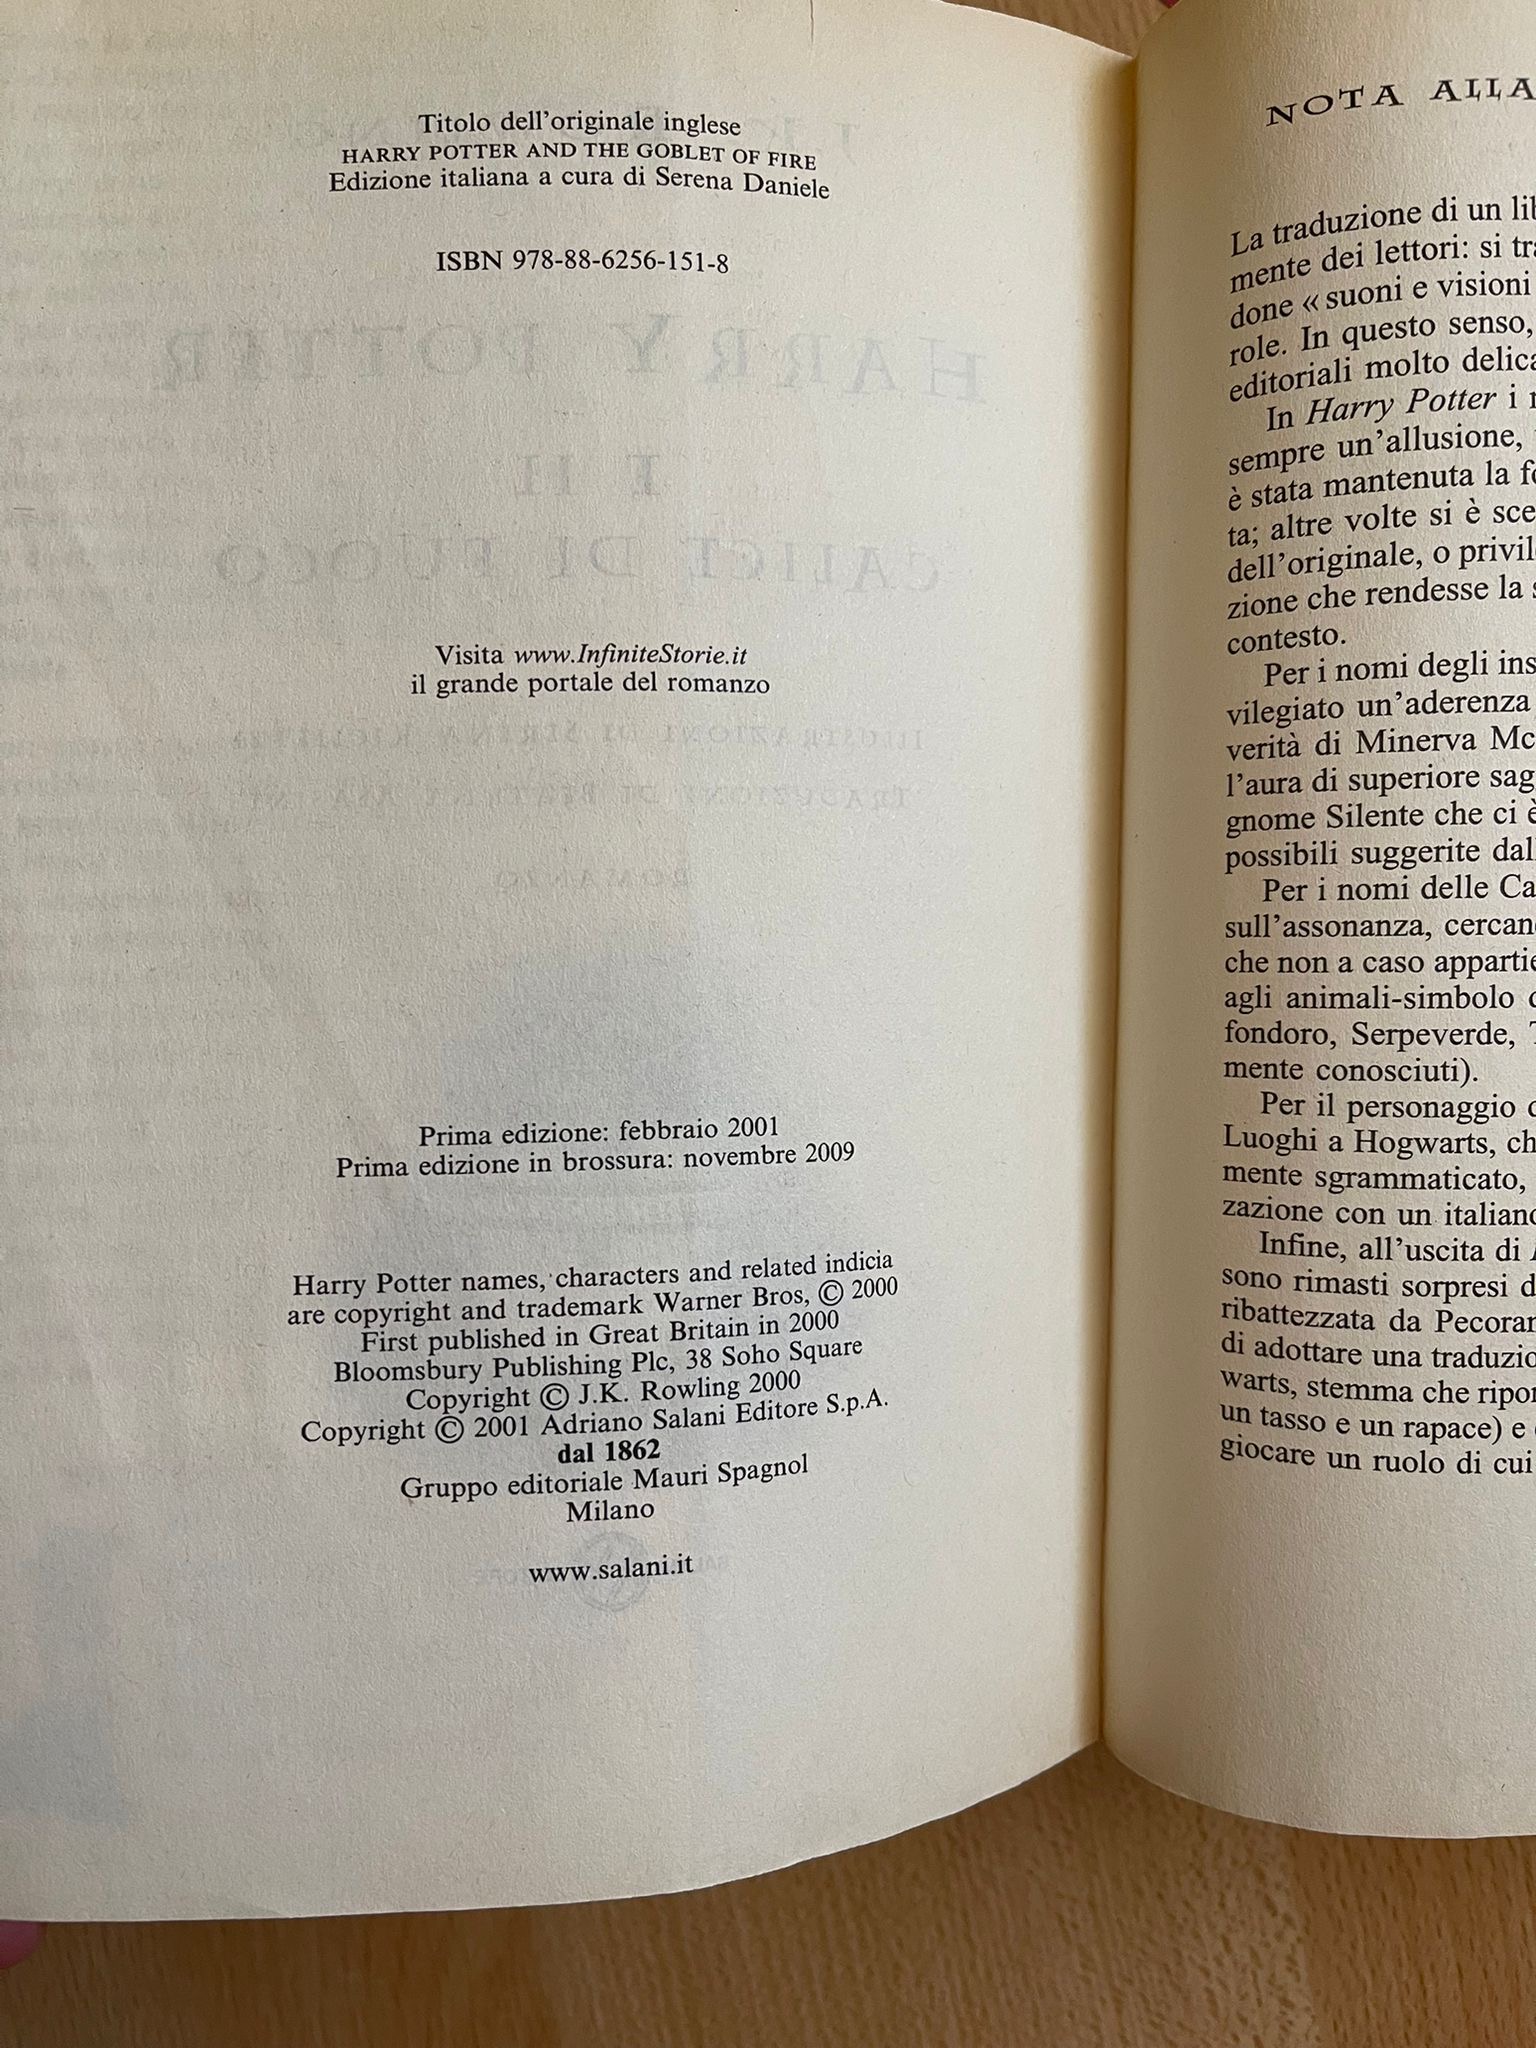 Titolo dell'originale inglese
HARRY POTTER AND THE GOBLET OF FIRE
Edizione italiana a cura di Serena Daniele
ISBN 978-88-6256-151-8
HARRY POTTER
E IL
CALICE DI FUOCO
Visita www.InfiniteStorie.it
il grande portale del romanzo
Prima edizione: febbraio 2001
Prima edizione in brossura: novembre 2009
Harry Potter names, characters and related indicia
are copyright and trademark Warner Bros, © 2000
First published in Great Britain in 2000
Bloomsbury Publishing Plc, 38 Soho Square
Copyright © J.K. Rowling 2000
Copyright © 2001 Adriano Salani Editore S.p.A.
dal 1862
Gruppo editoriale Mauri Spagnol
Milano
www.salani.it
NOTA ALLA
La traduzione di un lib
mente dei lettori: si tra
done « suoni e visioni
role. In questo senso,
editoriali molto delica
In Harry Potter i n
sempre un'allusione,
è stata mantenuta la fo
ta; altre volte si è sce
dell'originale, o privile
zione che rendesse la s
contesto.
Per i nomi degli ins
vilegiato un'aderenza
verità di Minerva Mc
l'aura di superiore sag
gnome Silente che ci è
possibili suggerite dal
Per i nomi delle Ca
sull'assonanza, cercan
che non a caso appartie
agli animali-simbolo d
fondoro, Serpeverde, T
mente conosciuti).
Per il personaggio d
Luoghi a Hogwarts, ch
mente sgrammaticato,
zazione con un italiano
Infine, all'uscita di
sono rimasti sorpresi d
ribattezzata da Pecoran
di adottare una traduzio
warts, stemma che ripor
un tasso e un rapace) e
giocare un ruolo di cui